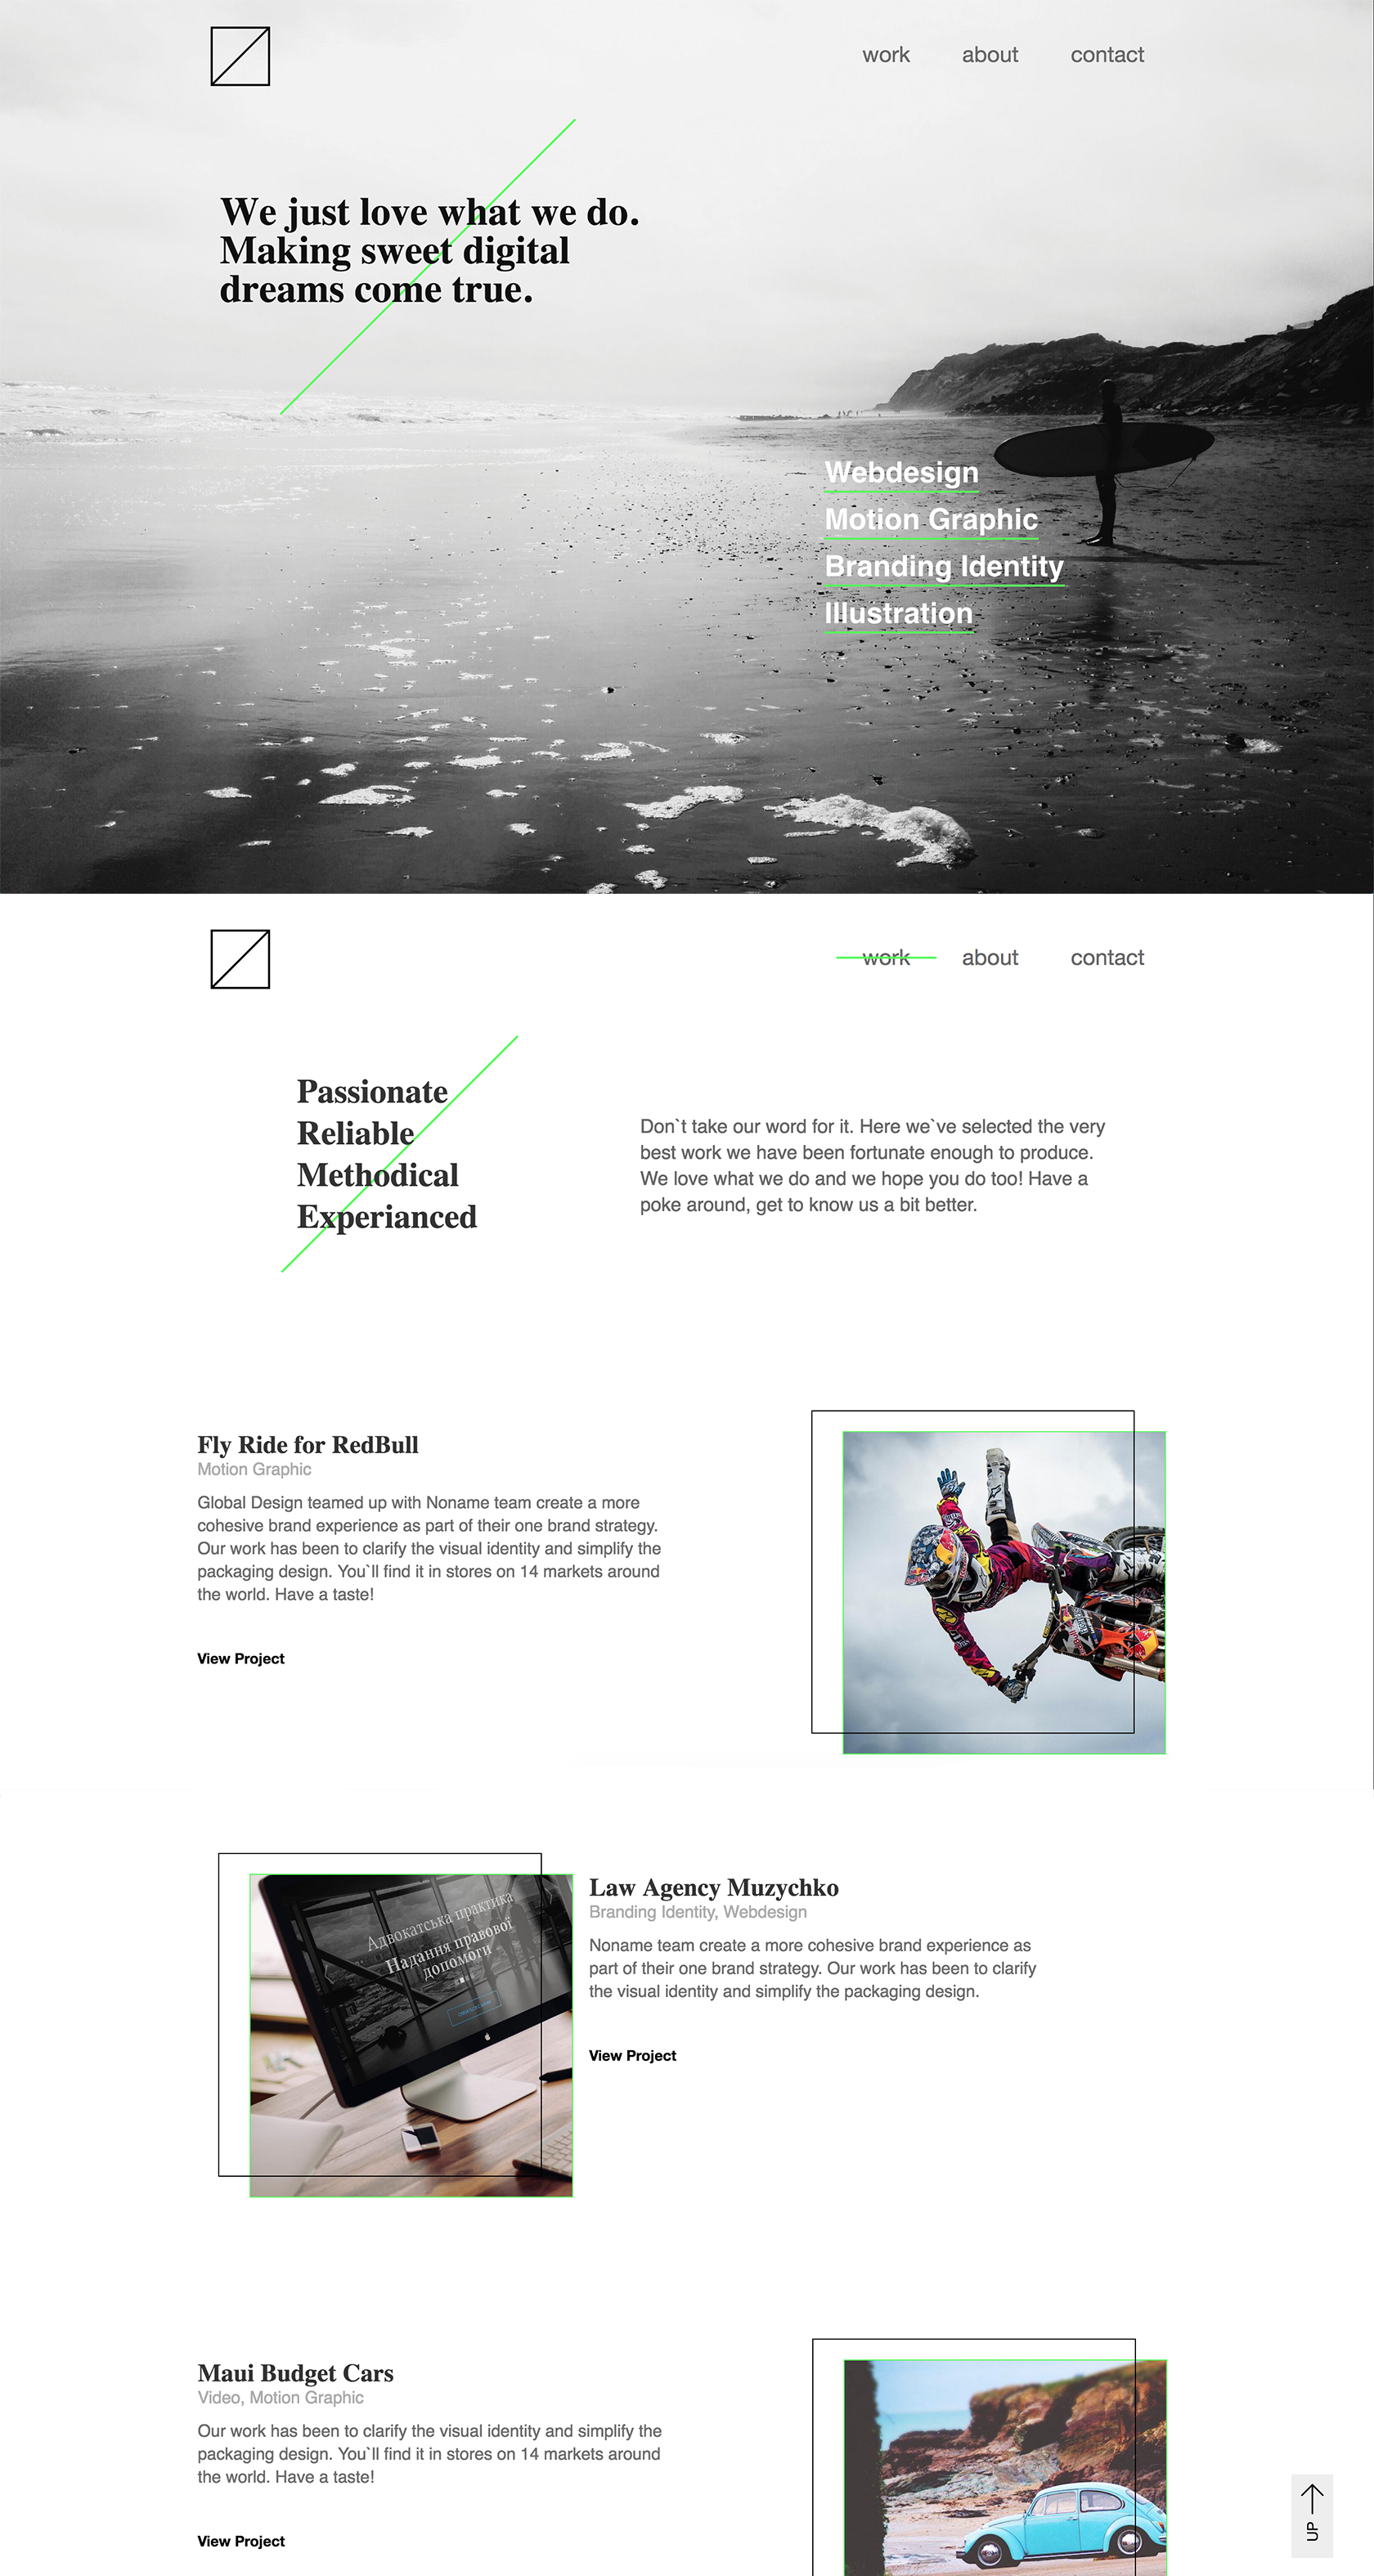 work about contact
We just love what we do.
Making sweet digital
dreams come true.
Webdesign
Motion Graphic
Branding Identity
Illustration
work about contact
Passionate
Reliable
Methodical
Experianced
Don`t take our word for it. Here we`ve selected the very
best work we have been fortunate enough to produce.
We love what we do and we hope you do too! Have a
poke around, get to know us a bit better.
Fly Ride for RedBull
Motion Graphic
Global Design teamed up with Noname team create a more
cohesive brand experience as part of their one brand strategy.
Our work has been to clarify the visual identity and simplify the
packaging design. You`ll find it in stores on 14 markets around
the world. Have a taste!
View Project
Адвокатська практика
Надання правової
допомоги
Law Agency Muzychko
Branding Identity, Webdesign
Noname team create a more cohesive brand experience as
part of their one brand strategy. Our work has been to clarify
the visual identity and simplify the packaging design.
View Project
Maui Budget Cars
Video, Motion Graphic
Our work has been to clarify the visual identity and simplify the
packaging design. You`ll find it in stores on 14 markets around
the world. Have a taste!
View Project
UP